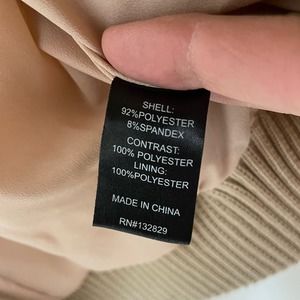 SHELL:
92%POLYESTER
8%SPANDEX
CONTRAST:
100% POLYESTER
LINING:
100%POLYESTER
MADE IN CHINA
RN#132829